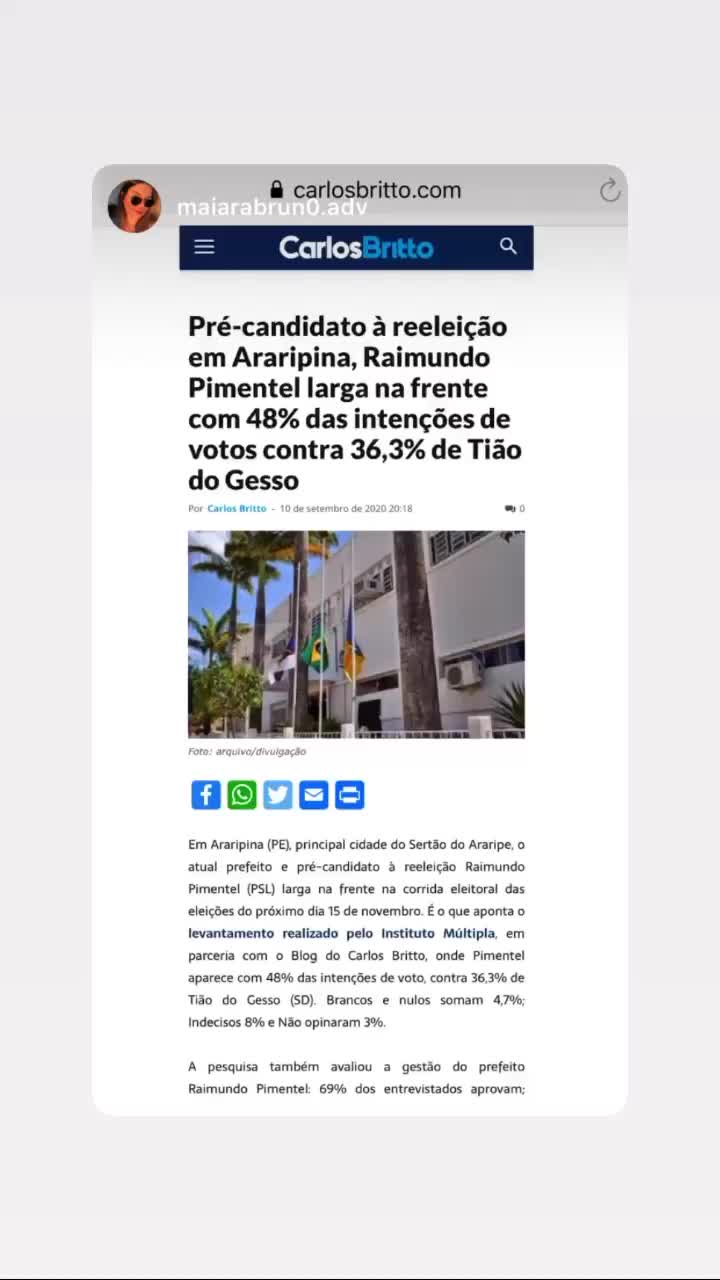 carlosbritto.com
maiarabrun0.adv
CarlosBritto
Pré-candidato à reeleição
em Araripina, Raimundo
Pimentel larga na frente
com 48% das intenções de
votos contra 36,3% de Tião
do Gesso
Por Carlos Britto - 10 de setembro de 2020 20:18 0
Foto: arquivo/divulgação
Em Araripina (PE), principal cidade do Sertão do Araripe, o
atual prefeito e pré-candidato à reeleição Raimundo
Pimentel (PSL) larga na frente na corrida eleitoral das
eleições do próximo dia 15 de novembro. É o que aponta o
levantamento realizado pelo Instituto Múltipla, em
parceria com o Blog do Carlos Britto, onde Pimentel
aparece com 48% das intenções de voto, contra 36,3% de
Tião do Gesso (SD). Brancos e nulos somam 4,7%;
Indecisos 8% e Não opinaram 3%.
A pesquisa também avaliou a gestão do prefeito
Raimundo Pimentel: 69% dos entrevistados aprovam;